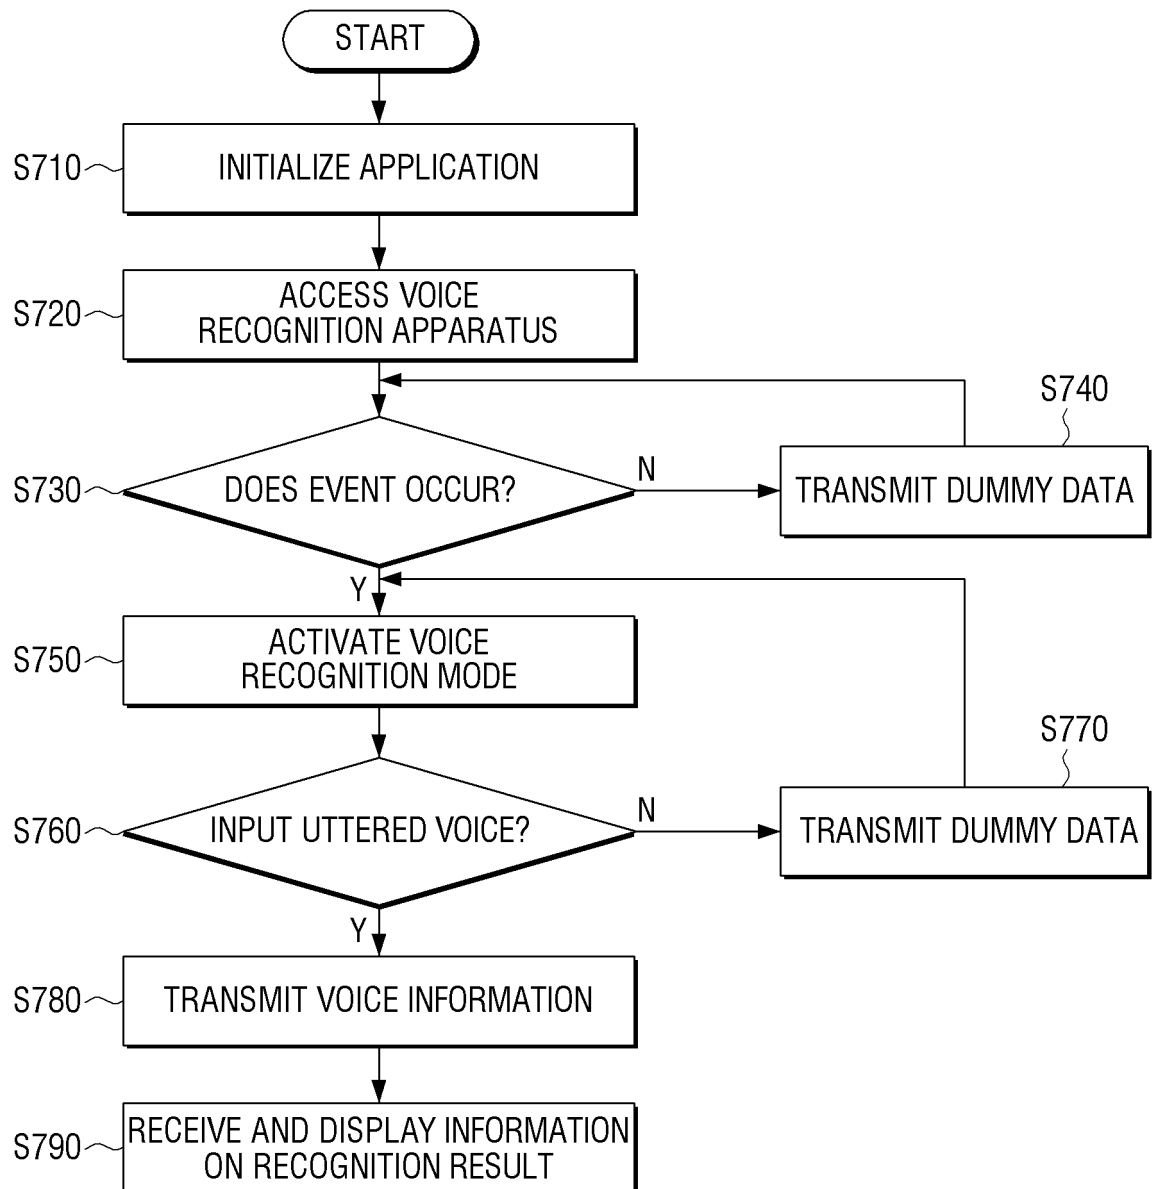 START
S710
INITIALIZE APPLICATION
S720
ACCESS VOICE
RECOGNITION APPARATUS
S730
DOES EVENT OCCUR?
N
S740
TRANSMIT DUMMY DATA
Y
S750
ACTIVATE VOICE
RECOGNITION MODE
S760
INPUT UTTERED VOICE?
N
S770
TRANSMIT DUMMY DATA
Y
S780
TRANSMIT VOICE INFORMATION
S790
RECEIVE AND DISPLAY INFORMATION
ON RECOGNITION RESULT